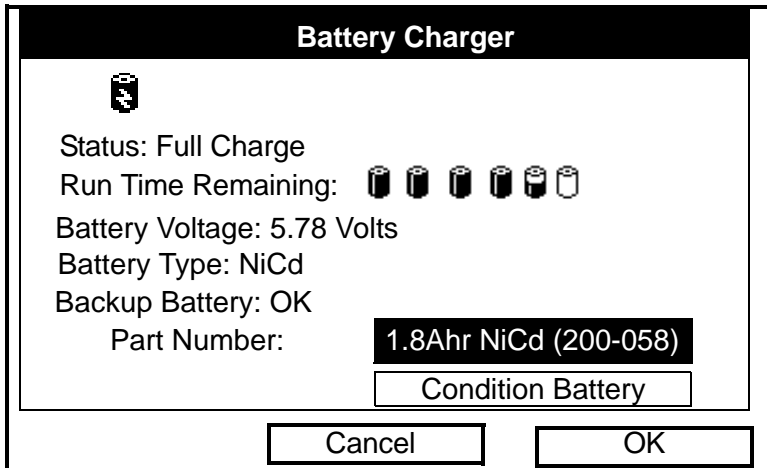 Battery Charger
Status: Full Charge
Run Time Remaining:
Battery Voltage: 5.78 Volts
Battery Type: NiCd
Backup Battery: OK
Part Number: 1.8Ahr NiCd (200-058)
Condition Battery
Cancel OK